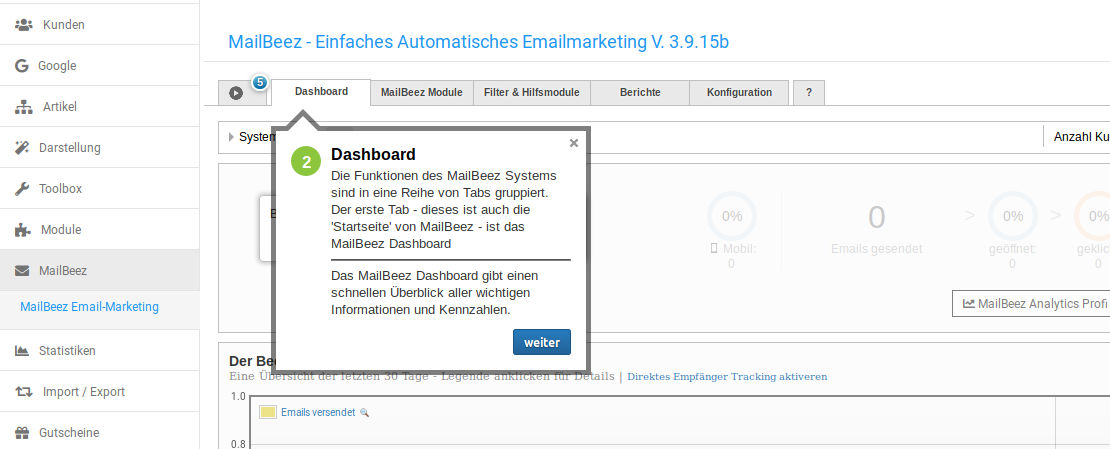 Kunden
Google
Artikel
Darstellung
Toolbox
Module
MailBeez
MailBeez Email-Marketing
Statistiken
Import / Export
Gutscheine
MailBeez - Einfaches Automatisches Emailmarketing V. 3.9.15b
5
Dashboard
MailBeez Module
Filter & Hilfsmodule
Berichte
Konfiguration
?
System
Anzahl Ku
2
Dashboard
Die Funktionen des MailBeez Systems
sind in eine Reihe von Tabs gruppiert.
Der erste Tab - dieses ist auch die
'Startseite' von MailBeez - ist das
MailBeez Dashboard
Das MailBeez Dashboard gibt einen
schnellen Überblick aller wichtigen
Informationen und Kennzahlen.
weiter
0%
Mobil:
0
0
Emails gesendet
>
0%
geöffnet:
0
>
0%
geklic
0
MailBeez Analytics Profi
Der Bee
Eine Übersicht der letzten 30 Tage - Legende anklicken für Details | Direktes Empfänger Tracking aktiveren
1.0
Emails versendet
0.8